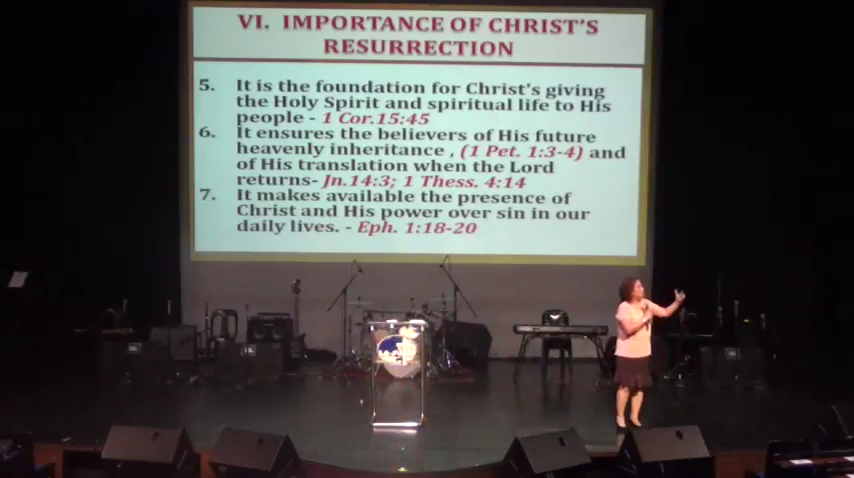 VI. IMPORTANCE OF CHRIST'S
RESURRECTION
5. It is the foundation for Christ's giving
the Holy Spirit and spiritual life to His
people - 1 Cor.15:45
6. It ensures the believers of His future
heavenly inheritance , (1 Pet. 1:3-4) and
of His translation when the Lord
returns- Jn.14:3; 1 Thess. 4:14
7. It makes available the presence of
Christ and His power over sin in our
daily lives. - Eph. 1:18-20